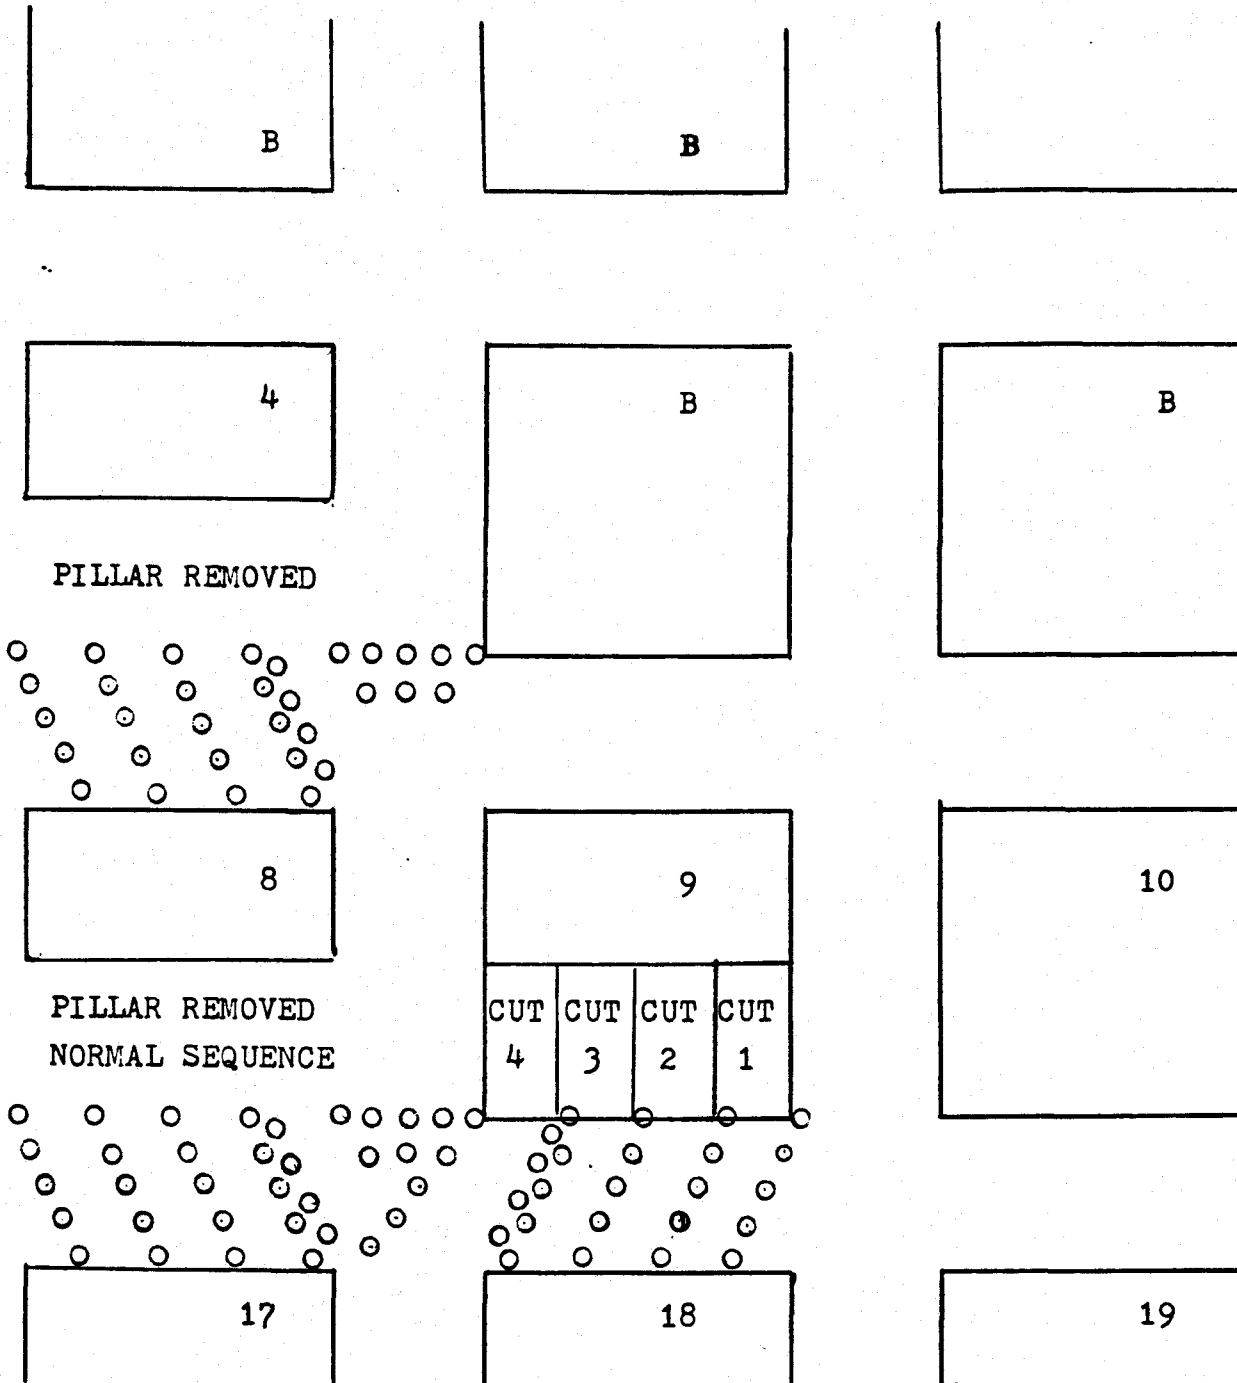 B B
4 B B
PILLAR REMOVED
8 9 10
PILLAR REMOVED
NORMAL SEQUENCE
CUT CUT CUT CUT
4 3 2 1
17 18 19